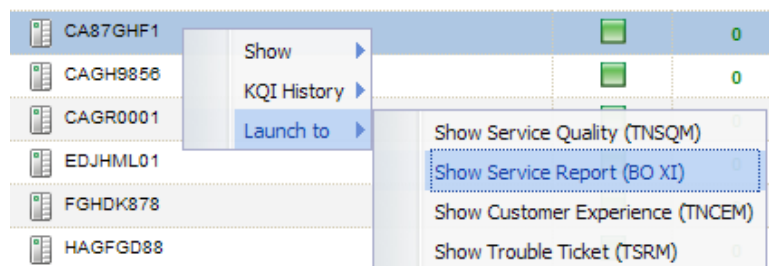 CA87GHF1 0
Show
CAGH9856 0
KQI History
CAGR0001
Launch to
Show Service Quality (TNSQM)
EDJHML01
Show Service Report (BO XI)
FGHDK878
Show Customer Experience (TNCEM)
HAGFGD88
Show Trouble Ticket (TSRM)